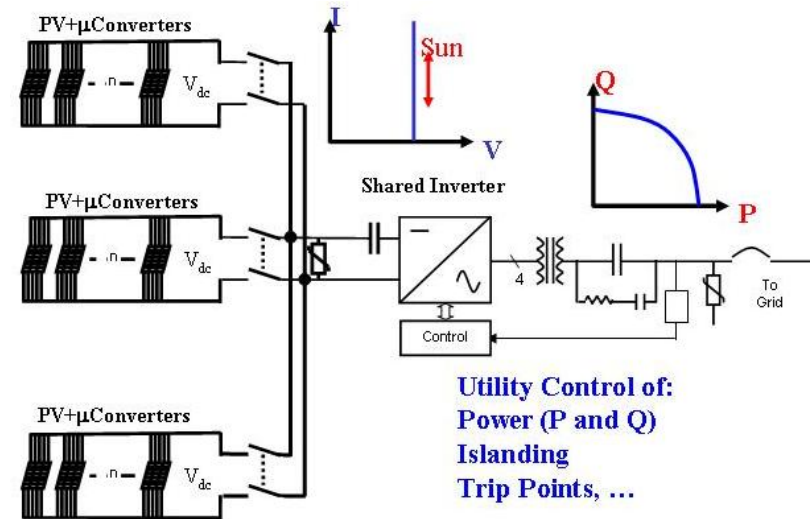 PV+μConverters
- .n -
V_dc
I
Sun
V
Q
P
PV+μConverters
- .n -
V_dc
Shared Inverter
4
Control
To
Grid
PV+μConverters
- .n -
V_dc
Utility Control of:
Power (P and Q)
Islanding
Trip Points, …